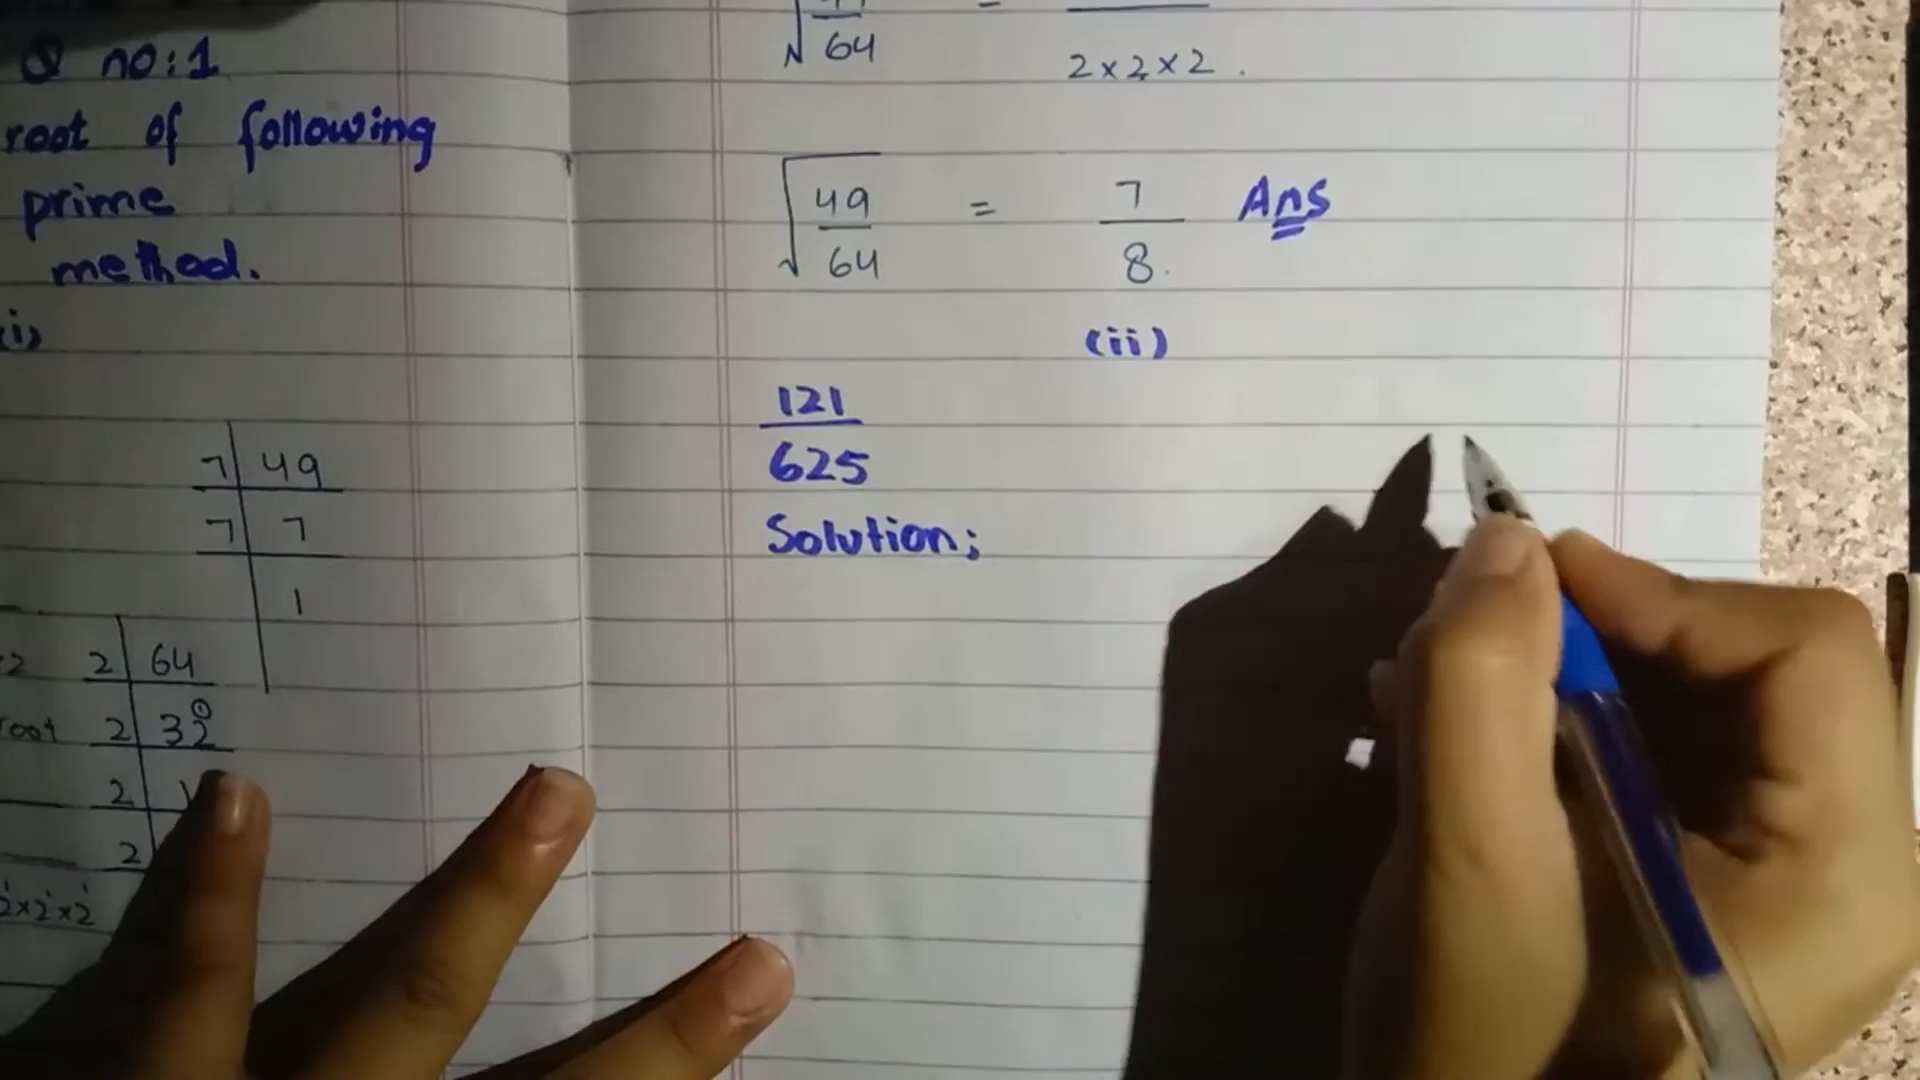 Q no:1
root of following
prime
method.
(i)
7 49
7 7
1
2 64
root 2 32
2
2
2×2×2
64
=
2×2×2.
√49/64 = 7/8. Ans
(ii)
121
625
Solution;